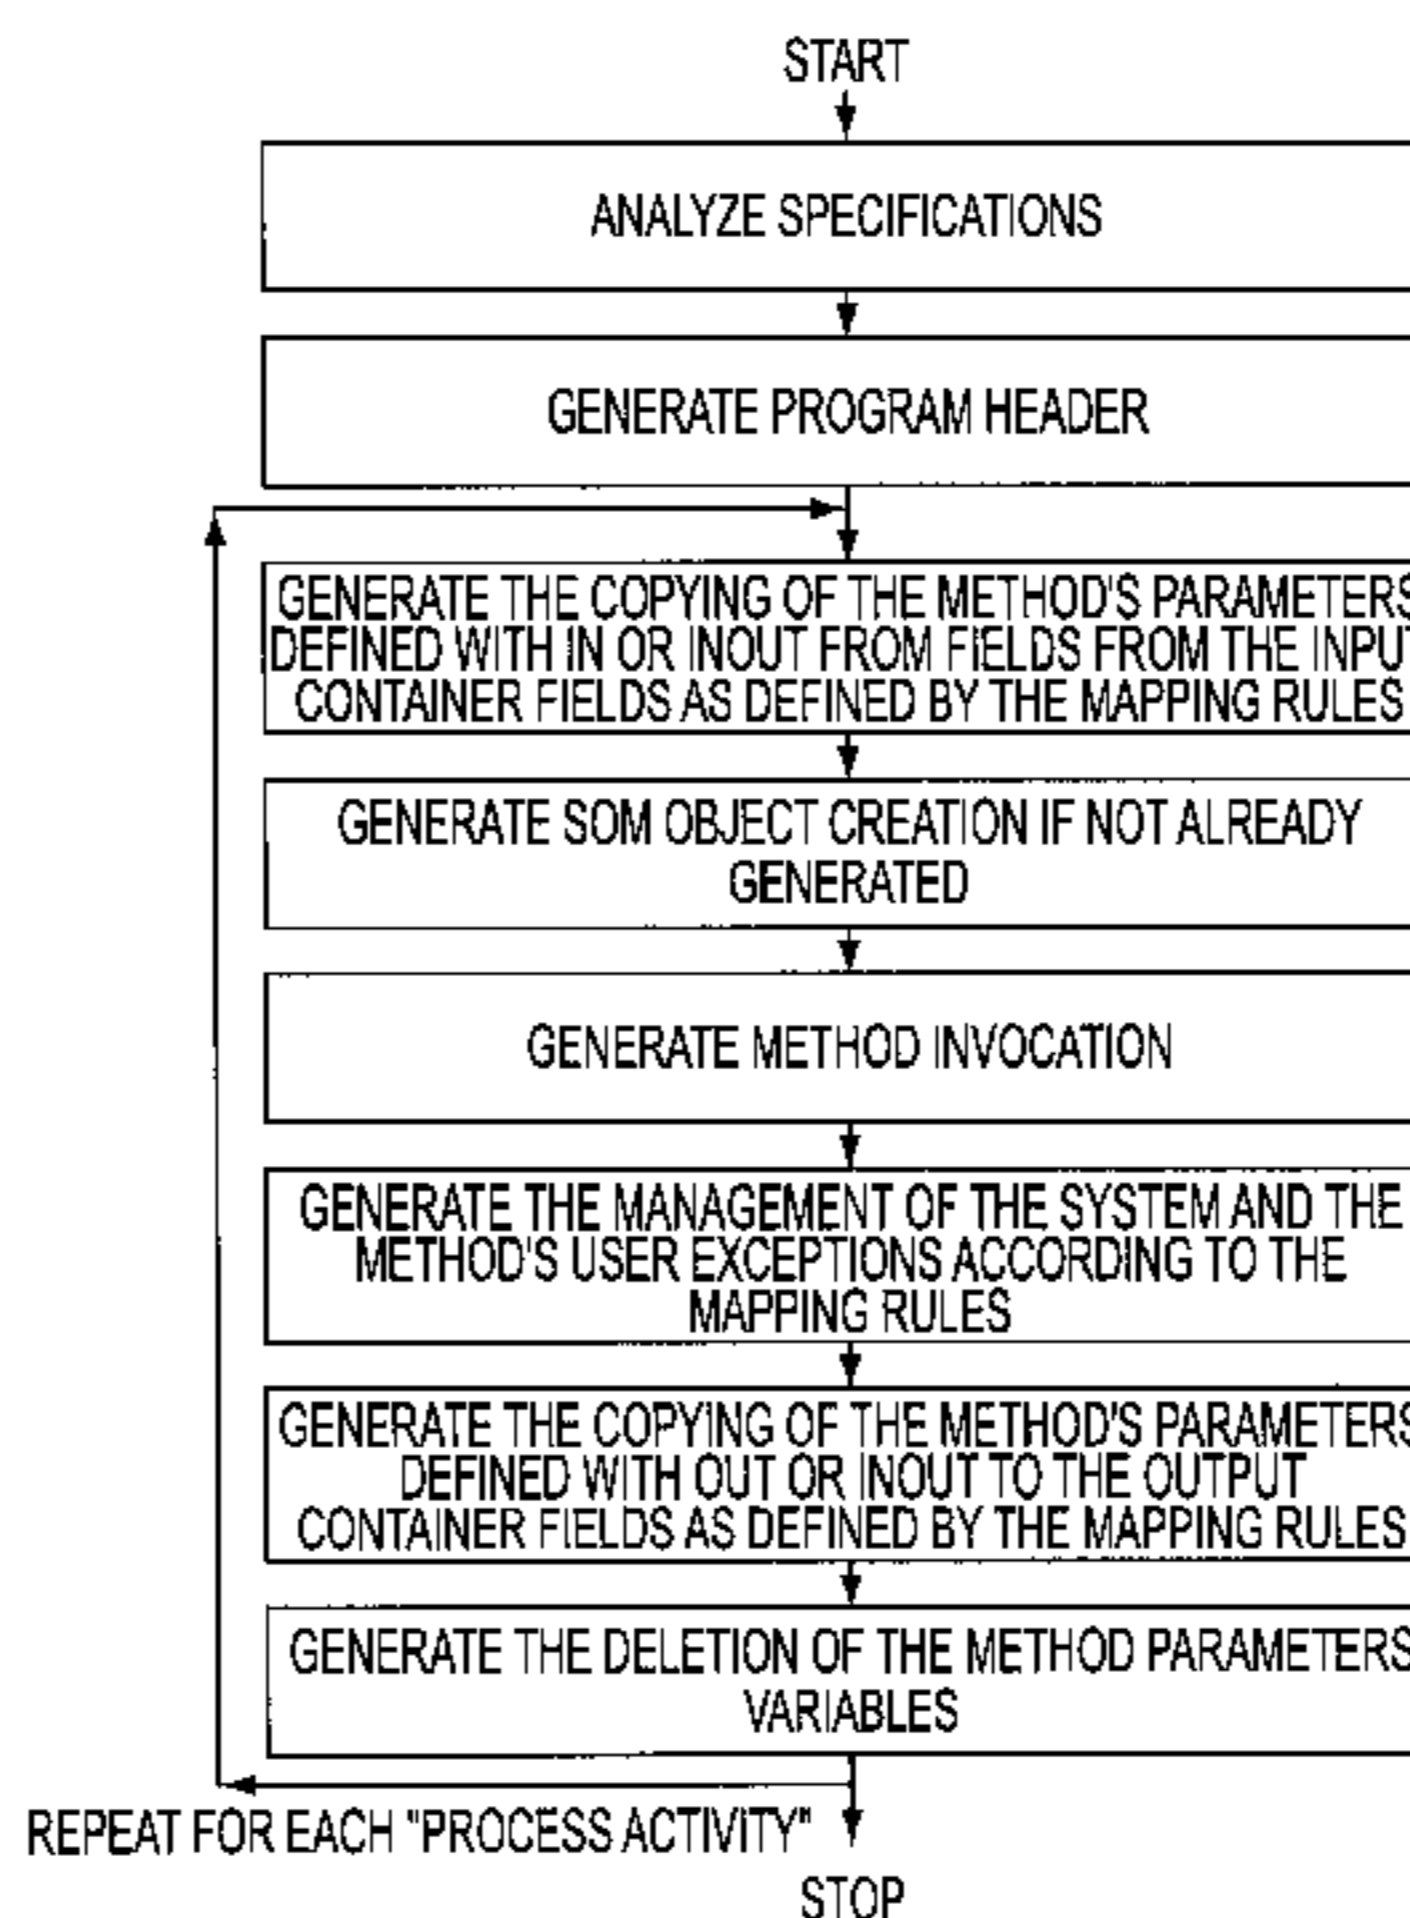 START
ANALYZE SPECIFICATIONS
GENERATE PROGRAM HEADER
GENERATE THE COPYING OF THE METHOD'S PARAMETERS
DEFINED WITH IN OR INOUT FROM FIELDS FROM THE INPUT
CONTAINER FIELDS AS DEFINED BY THE MAPPING RULES
GENERATE SOM OBJECT CREATION IF NOT ALREADY
GENERATED
GENERATE METHOD INVOCATION
GENERATE THE MANAGEMENT OF THE SYSTEM AND THE
METHOD'S USER EXCEPTIONS ACCORDING TO THE
MAPPING RULES
GENERATE THE COPYING OF THE METHOD'S PARAMETERS
DEFINED WITH OUT OR INOUT TO THE OUTPUT
CONTAINER FIELDS AS DEFINED BY THE MAPPING RULES
GENERATE THE DELETION OF THE METHOD PARAMETERS
VARIABLES
REPEAT FOR EACH "PROCESS ACTIVITY"
STOP